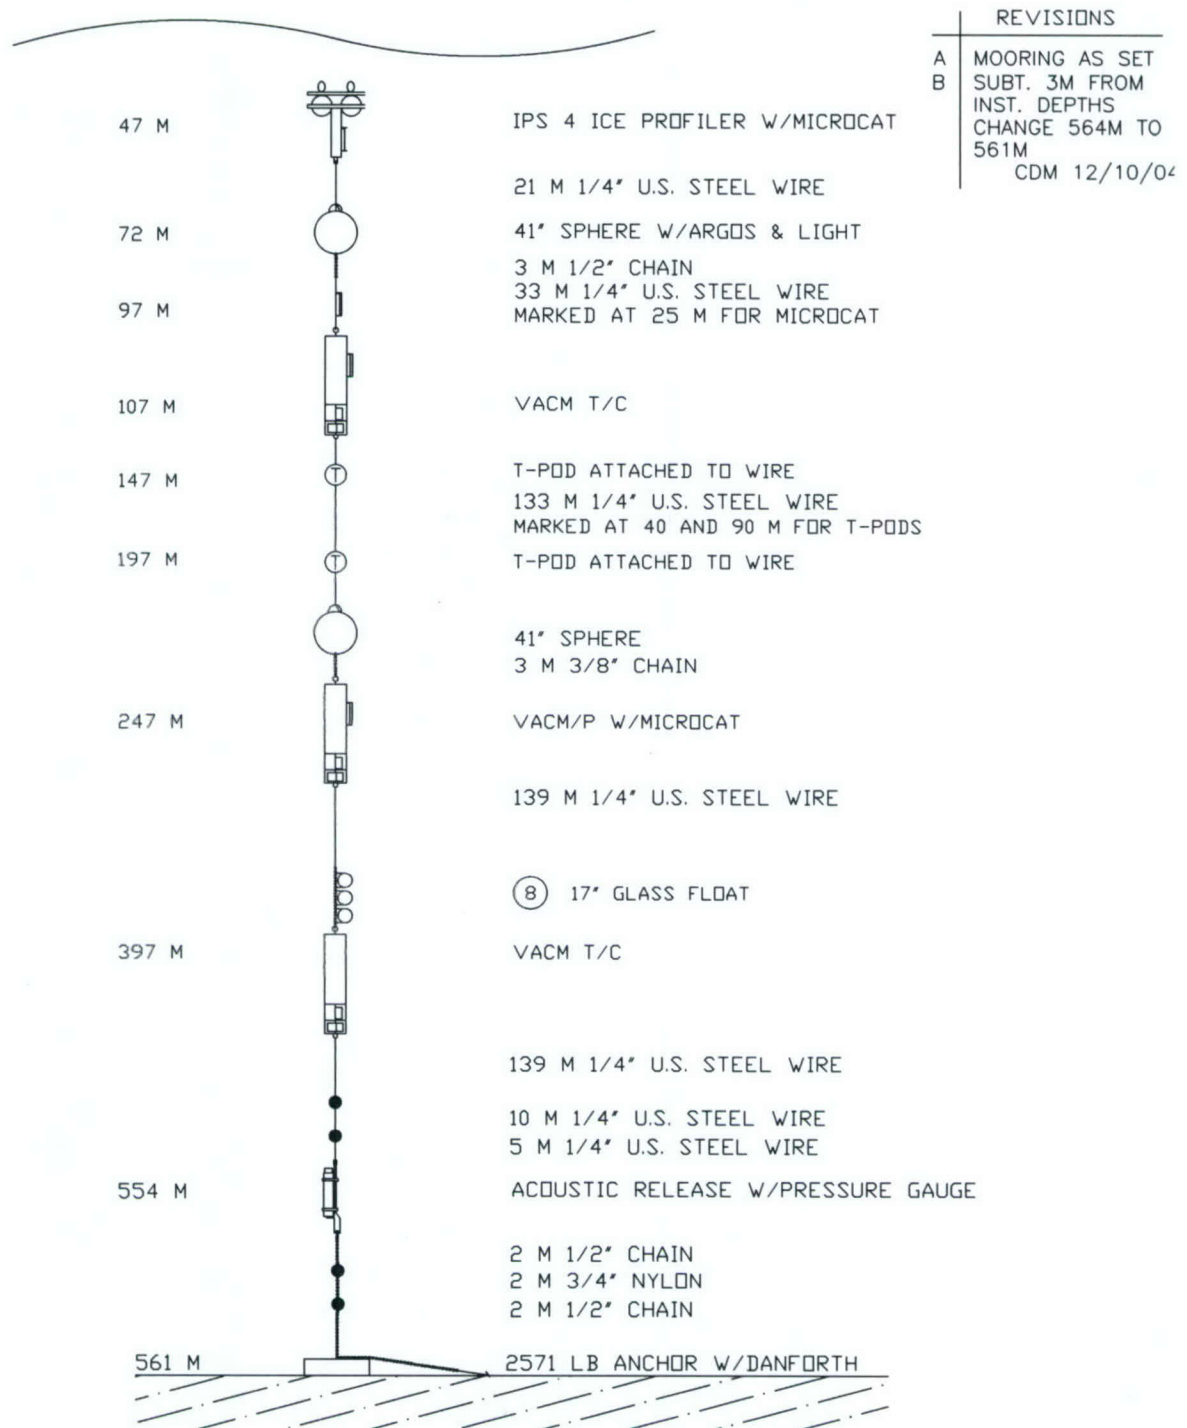 REVISIONS
A MOORING AS SET
B SUBT. 3M FROM
INST. DEPTHS
CHANGE 564M TO
561M
CDM 12/10/04
47 M IPS 4 ICE PROFILER W/MICROCAT
21 M 1/4" U.S. STEEL WIRE
72 M 41" SPHERE W/ARGOS & LIGHT
3 M 1/2" CHAIN
33 M 1/4" U.S. STEEL WIRE
97 M MARKED AT 25 M FOR MICROCAT
107 M VACM T/C
147 M T-POD ATTACHED TO WIRE
133 M 1/4" U.S. STEEL WIRE
MARKED AT 40 AND 90 M FOR T-PODS
197 M T-POD ATTACHED TO WIRE
T
T
41" SPHERE
3 M 3/8" CHAIN
247 M VACM/P W/MICROCAT
139 M 1/4" U.S. STEEL WIRE
8 17" GLASS FLOAT
397 M VACM T/C
139 M 1/4" U.S. STEEL WIRE
10 M 1/4" U.S. STEEL WIRE
5 M 1/4" U.S. STEEL WIRE
554 M ACOUSTIC RELEASE W/PRESSURE GAUGE
2 M 1/2" CHAIN
2 M 3/4" NYLON
2 M 1/2" CHAIN
561 M 2571 LB ANCHOR W/DANFORTH